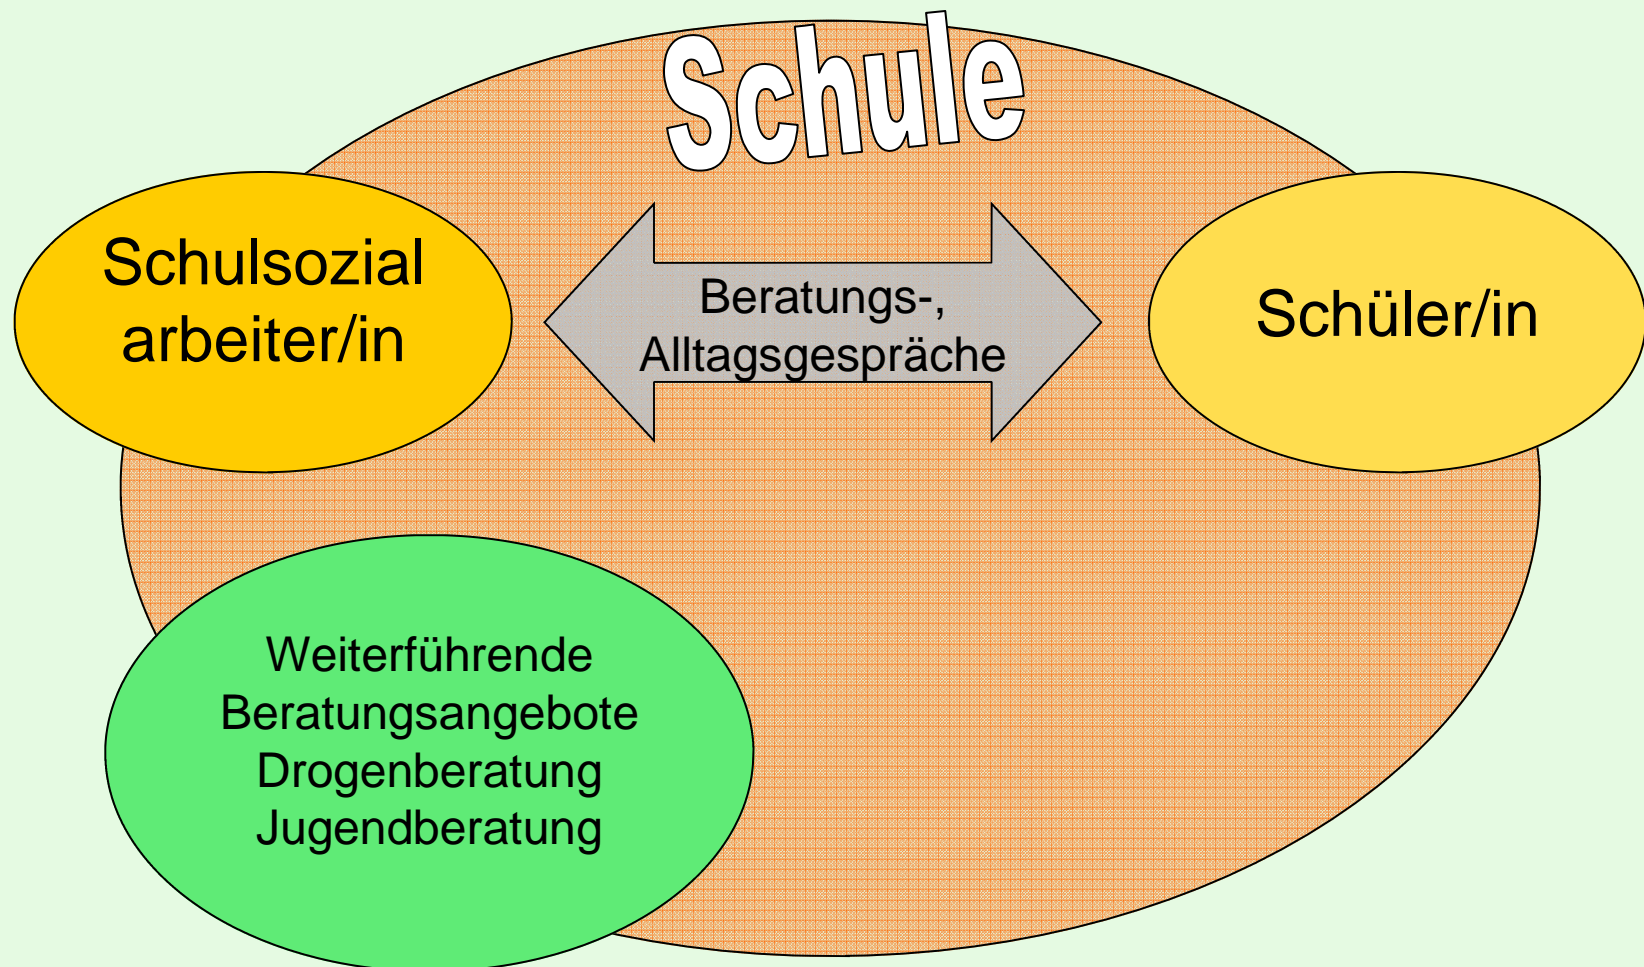 Schule
Schulsozial
arbeiter/in
Beratungs-,
Alltagsgespräche
Schüler/in
Weiterführende
Beratungsangebote
Drogenberatung
Jugendberatung